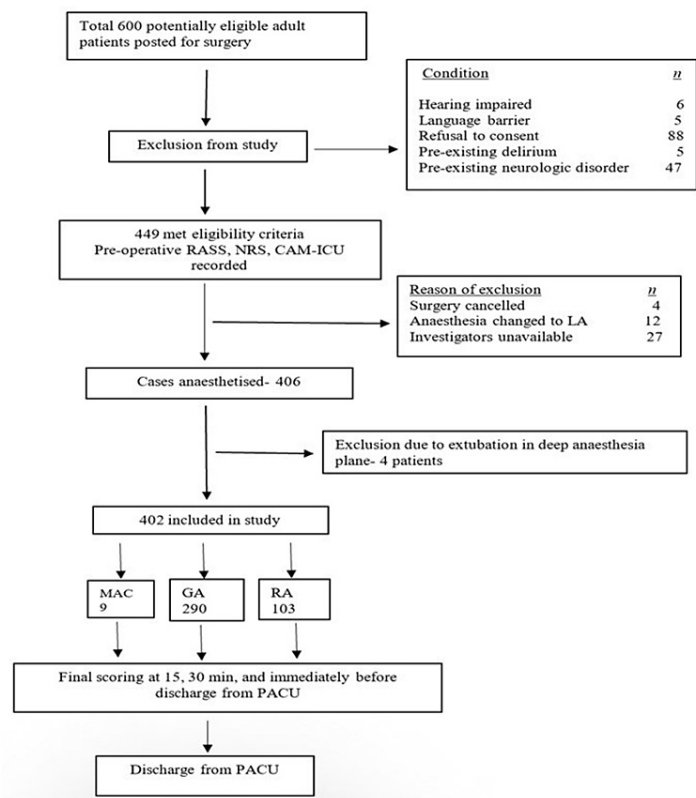 Total 600 potentially eligible adult
patients posted for surgery
Condition n
Hearing impaired 6
Language barrier 5
Refusal to consent 88
Pre-existing delirium 5
Pre-existing neurologic disorder 47
Exclusion from study
449 met eligibility criteria
Pre-operative RASS, NRS, CAM-ICU
recorded
Reason of exclusion n
Surgery cancelled 4
Anaesthesia changed to LA 12
Investigators unavailable 27
Cases anaesthetised- 406
Exclusion due to extubation in deep anaesthesia
plane- 4 patients
402 included in study
MAC
9
GA
290
RA
103
Final scoring at 15, 30 min, and immediately before
discharge from PACU
Discharge from PACU